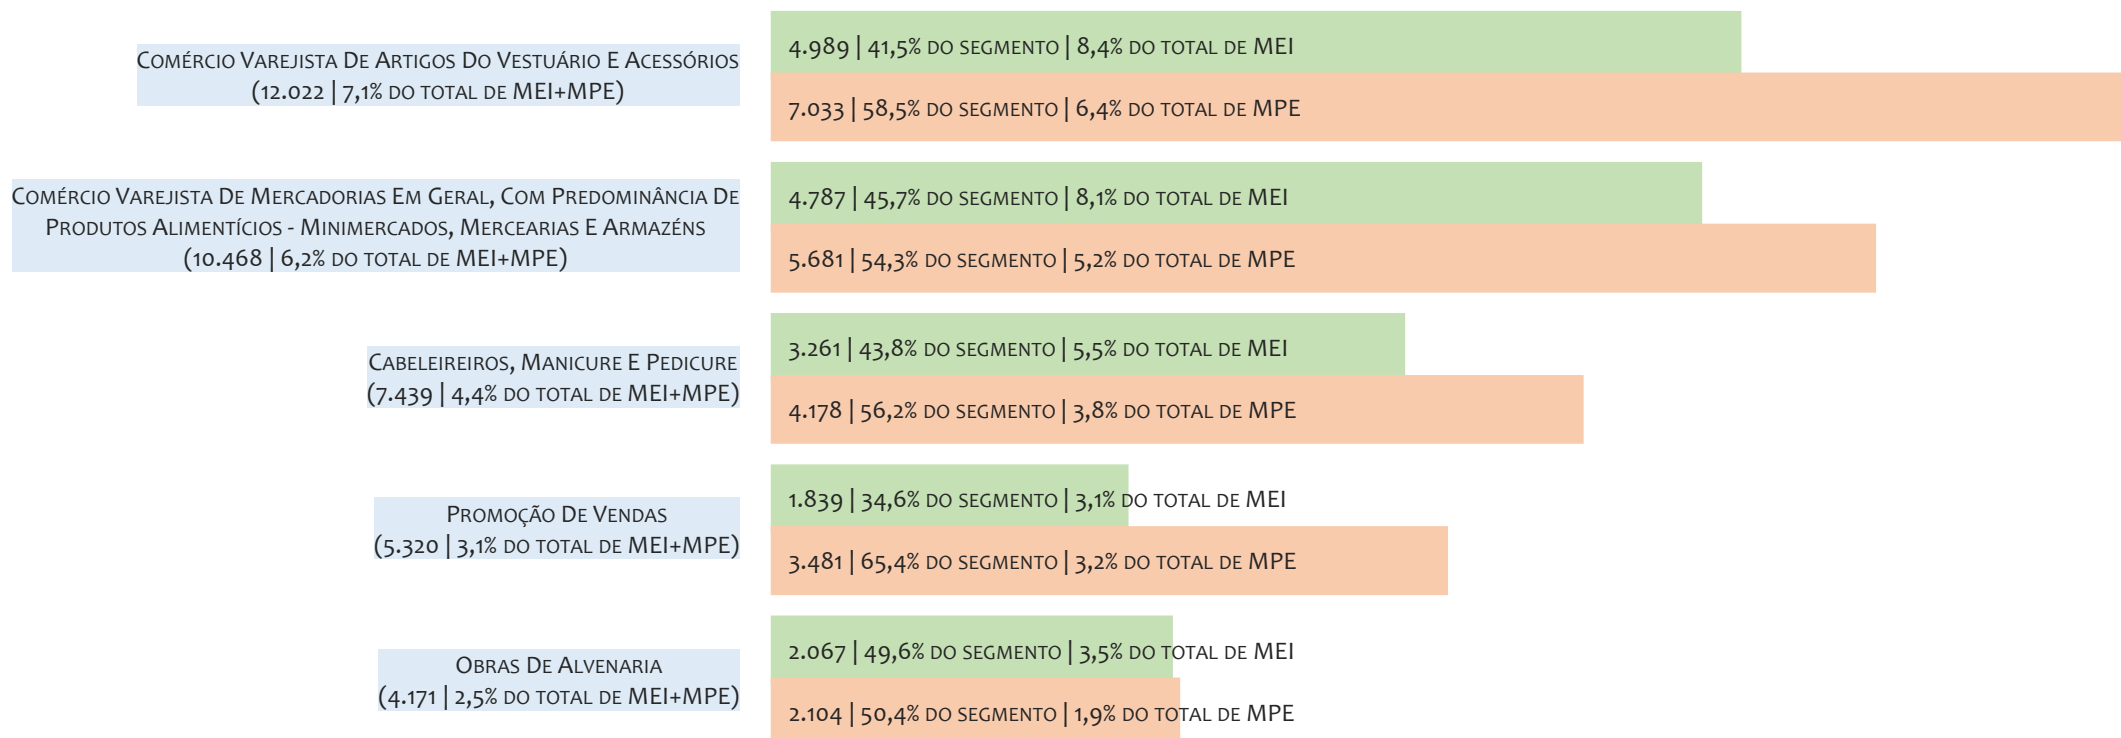 Comércio Varejista De Artigos Do Vestuário E Acessórios
(12.022 | 7,1% do total de MEI+MPE)
4.989 | 41,5% do segmento | 8,4% do total de MEI
7.033 | 58,5% do segmento | 6,4% do total de MPE
Comércio Varejista De Mercadorias Em Geral, Com Predominância De
Produtos Alimentícios - Minimercados, Mercearias E Armazéns
(10.468 | 6,2% do total de MEI+MPE)
4.787 | 45,7% do segmento | 8,1% do total de MEI
5.681 | 54,3% do segmento | 5,2% do total de MPE
Cabeleireiros, Manicure E Pedicure
(7.439 | 4,4% do total de MEI+MPE)
3.261 | 43,8% do segmento | 5,5% do total de MEI
4.178 | 56,2% do segmento | 3,8% do total de MPE
Promoção De Vendas
(5.320 | 3,1% do total de MEI+MPE)
1.839 | 34,6% do segmento | 3,1% do total de MEI
3.481 | 65,4% do segmento | 3,2% do total de MPE
Obras De Alvenaria
(4.171 | 2,5% do total de MEI+MPE)
2.067 | 49,6% do segmento | 3,5% do total de MEI
2.104 | 50,4% do segmento | 1,9% do total de MPE